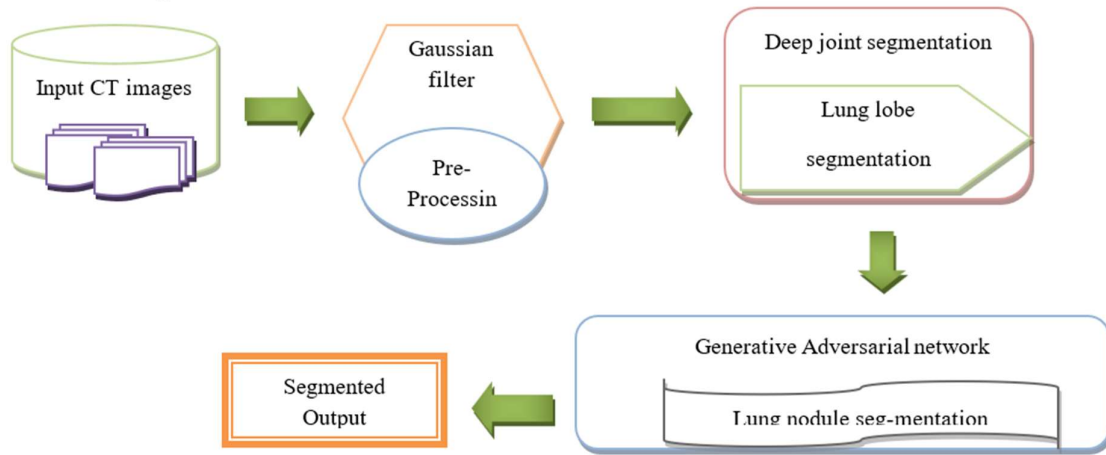 Input CT images
Gaussian
filter
Pre-
Processin
Deep joint segmentation
Lung lobe
segmentation
Generative Adversarial network
Lung nodule seg-mentation
Segmented
Output